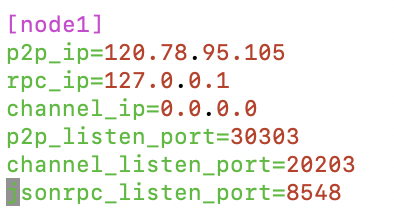 [node1]
p2p_ip=120.78.95.105
rpc_ip=127.0.0.1
channel_ip=0.0.0.0
p2p_listen_port=30303
channel_listen_port=20203
jsonrpc_listen_port=8548